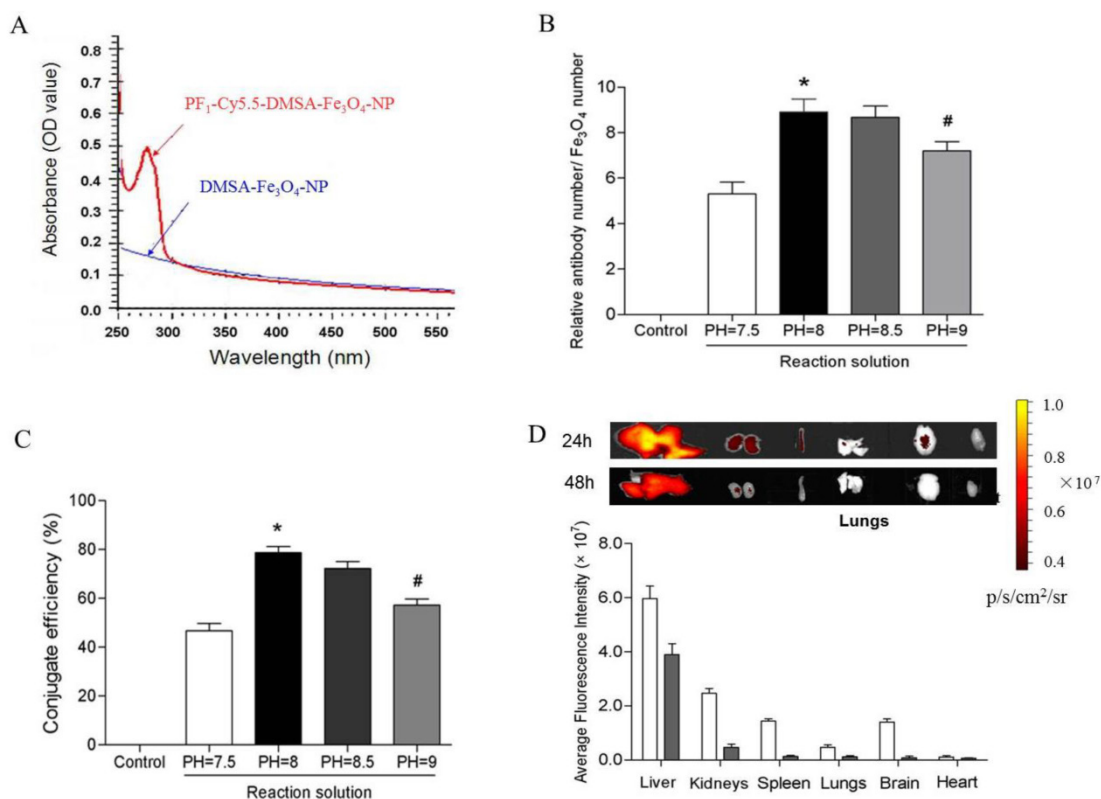 A
0.8
0.7
0.6
0.5
0.4
0.3
0.2
0.1
0.0
Absorbance (OD value)
PF₁-Cy5.5-DMSA-Fe₃O₄-NP
DMSA-Fe₃O₄-NP
250 300 350 400 450 500 550
Wavelength (nm)
B
10
8
6
4
2
0
Relative antibody number/ Fe₃O₄ number
*
#
Control PH=7.5 PH=8 PH=8.5 PH=9
Reaction solution
C
100
80
60
40
20
0
Conjugate efficiency (%)
*
#
Control PH=7.5 PH=8 PH=8.5 PH=9
Reaction solution
D
24h
48h
Lungs
1.0
0.8
×10⁷
0.6
0.4
p/s/cm²/sr
8.0
6.0
4.0
2.0
0
Average Fluorescence Intensity (× 10⁷)
Liver Kidneys Spleen Lungs Brain Heart